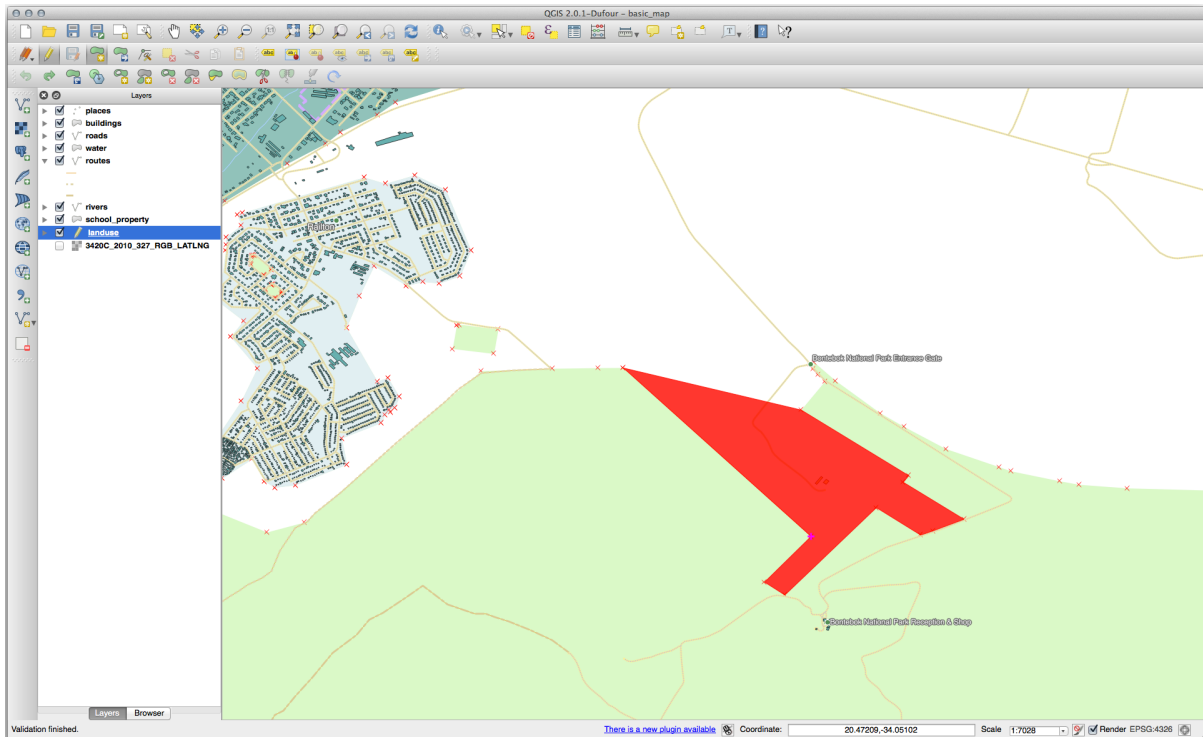 QGIS 2.0.1-Dufour - basic_map
Layers
places
buildings
roads
water
routes
rivers
school_property
landuse
3420C_2010_327_RGB_LATLNG
Railton
Bontebok National Park Entrance Gate
Bontebok National Park Reception & Shop
Layers Browser
Validation finished. There is a new plugin available Coordinate: 20.47209,-34.05102 Scale 1:7028 Render EPSG:4326